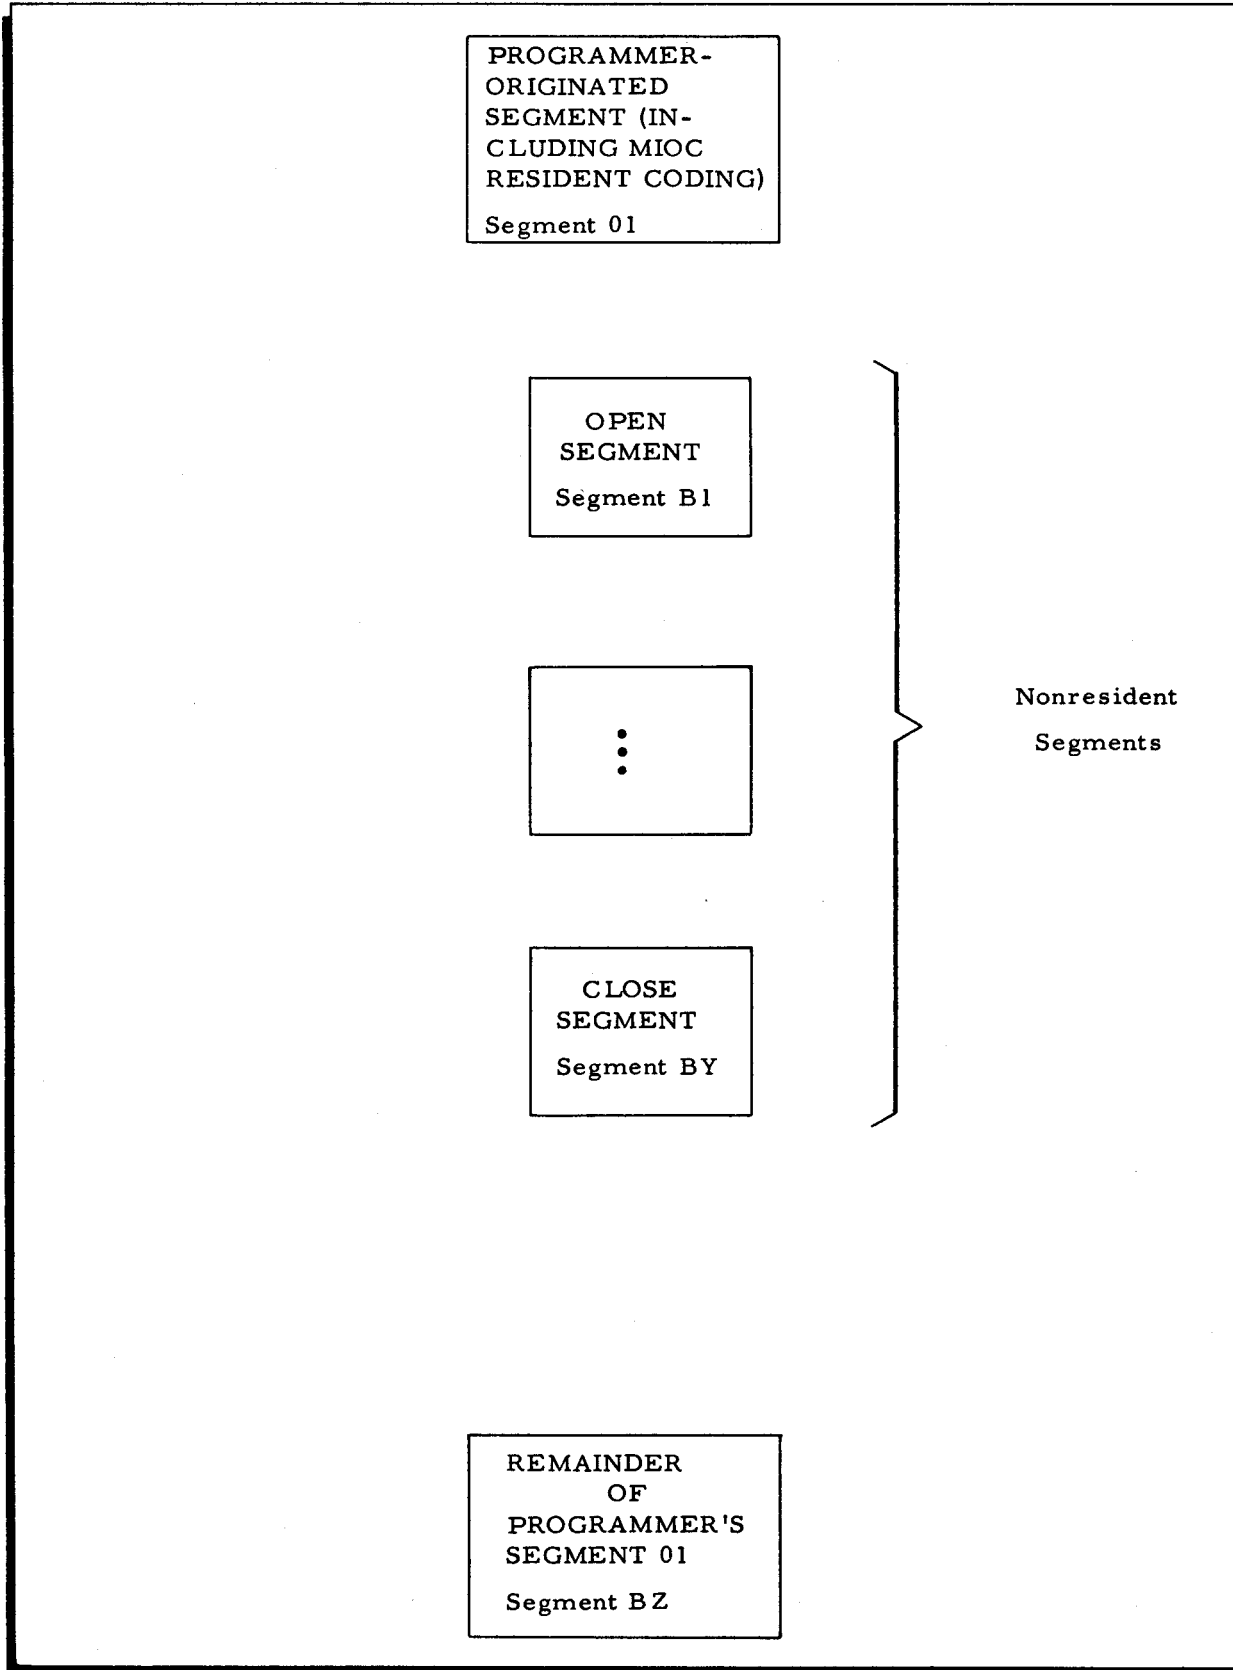 PROGRAMMER-
ORIGINATED
SEGMENT (IN-
CLUDING MIOC
RESIDENT CODING)
Segment 01
OPEN
SEGMENT
Segment B1
Nonresident
Segments
CLOSE
SEGMENT
Segment BY
REMAINDER
OF
PROGRAMMER'S
SEGMENT 01
Segment BZ